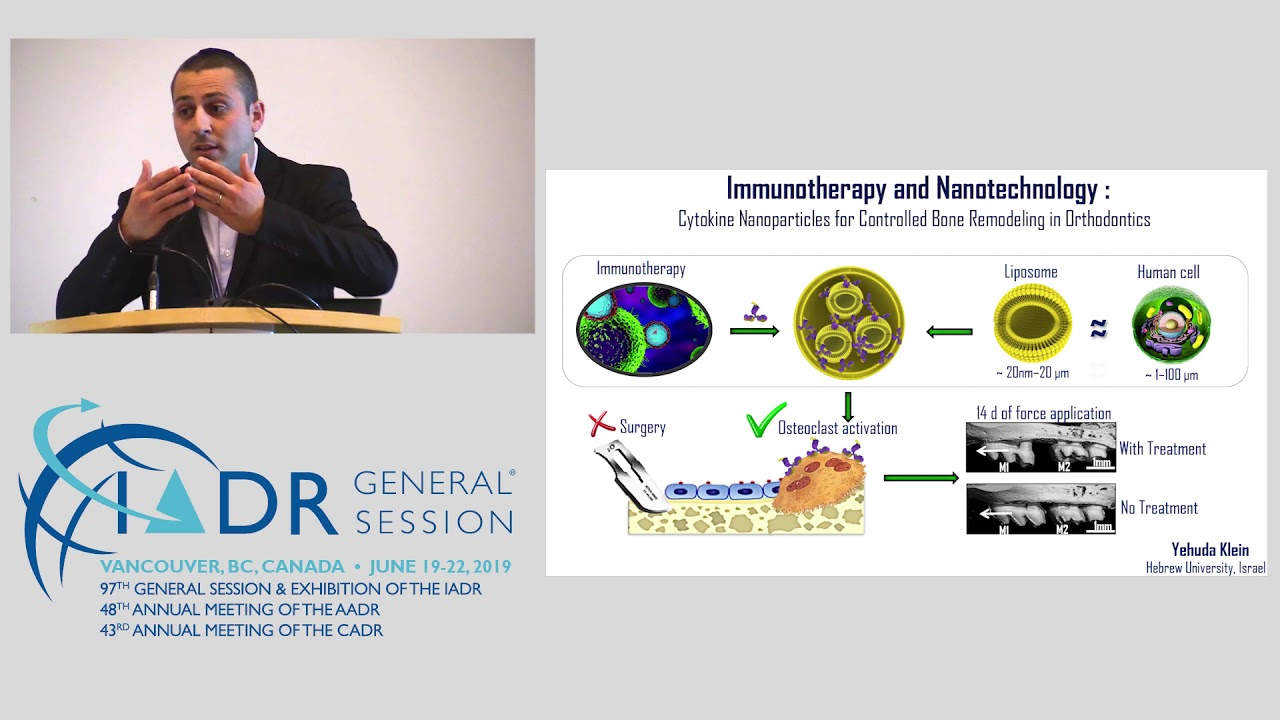 Immunotherapy and Nanotechnology :
Cytokine Nanoparticles for Controlled Bone Remodeling in Orthodontics
Immunotherapy
Liposome
Human cell
≈
~ 20nm–20 µm
~ 1–100 µm
Surgery
Osteoclast activation
14 d of force application
M1
M2
1mm
With Treatment
M1
M2
1mm
No Treatment
Yehuda Klein
Hebrew University, Israel
IADR
GENERAL
SESSION®
VANCOUVER, BC, CANADA • JUNE 19-22, 2019
97TH GENERAL SESSION & EXHIBITION OF THE IADR
48TH ANNUAL MEETING OF THE AADR
43RD ANNUAL MEETING OF THE CADR